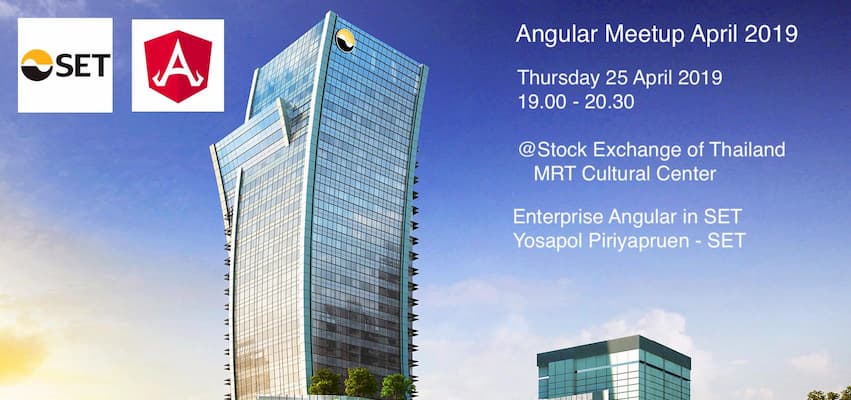 SET
Angular Meetup April 2019
Thursday 25 April 2019
19.00 - 20.30
@Stock Exchange of Thailand
MRT Cultural Center
Enterprise Angular in SET
Yosapol Piriyapruen - SET